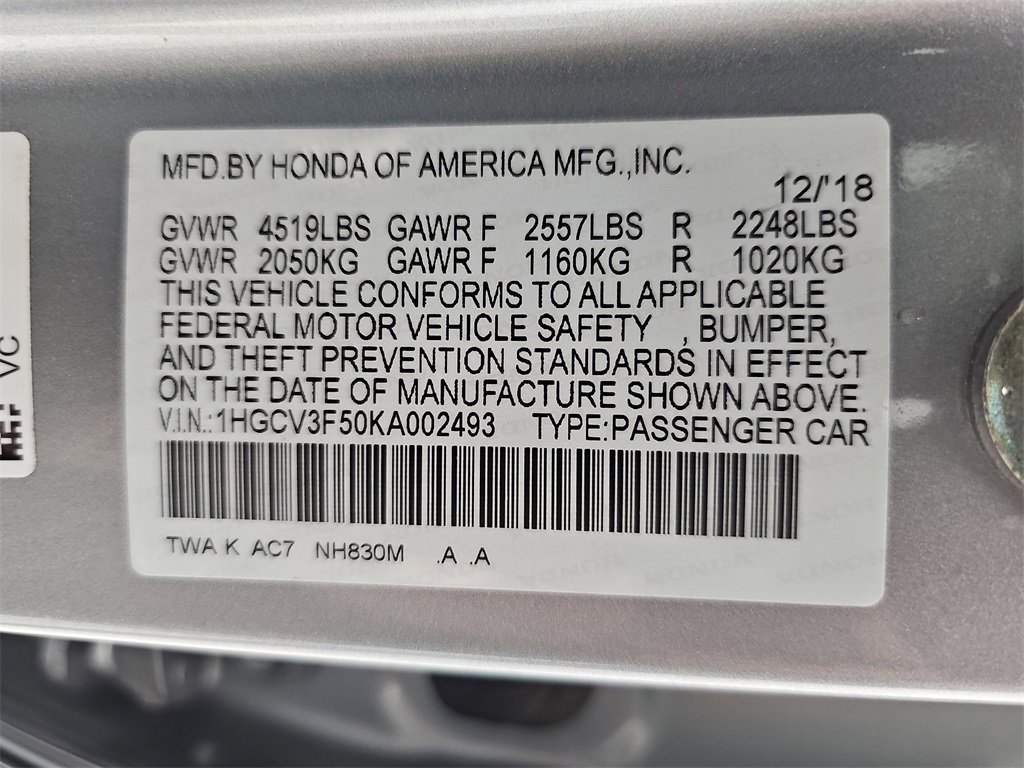 MFD.BY HONDA OF AMERICA MFG.,INC.
12/'18
GVWR 4519LBS GAWR F 2557LBS R 2248LBS
GVWR 2050KG GAWR F 1160KG R 1020KG
THIS VEHICLE CONFORMS TO ALL APPLICABLE
FEDERAL MOTOR VEHICLE SAFETY , BUMPER,
AND THEFT PREVENTION STANDARDS IN EFFECT
ON THE DATE OF MANUFACTURE SHOWN ABOVE.
V.I.N.:1HGCV3F50KA002493 TYPE:PASSENGER CAR
TWA K AC7 NH830M .A .A
VC